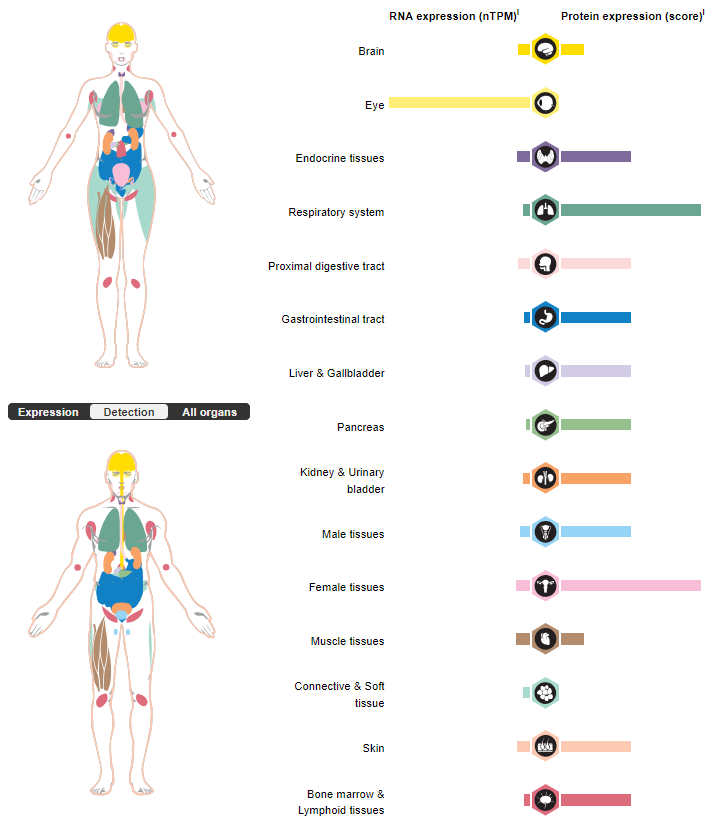 RNA expression (nTPM)ⁱ Protein expression (score)ⁱ
Brain
Eye
Endocrine tissues
Respiratory system
Proximal digestive tract
Gastrointestinal tract
Liver & Gallbladder
Pancreas
Kidney & Urinary
bladder
Male tissues
Female tissues
Muscle tissues
Connective & Soft
tissue
Skin
Bone marrow &
Lymphoid tissues
Expression Detection All organs